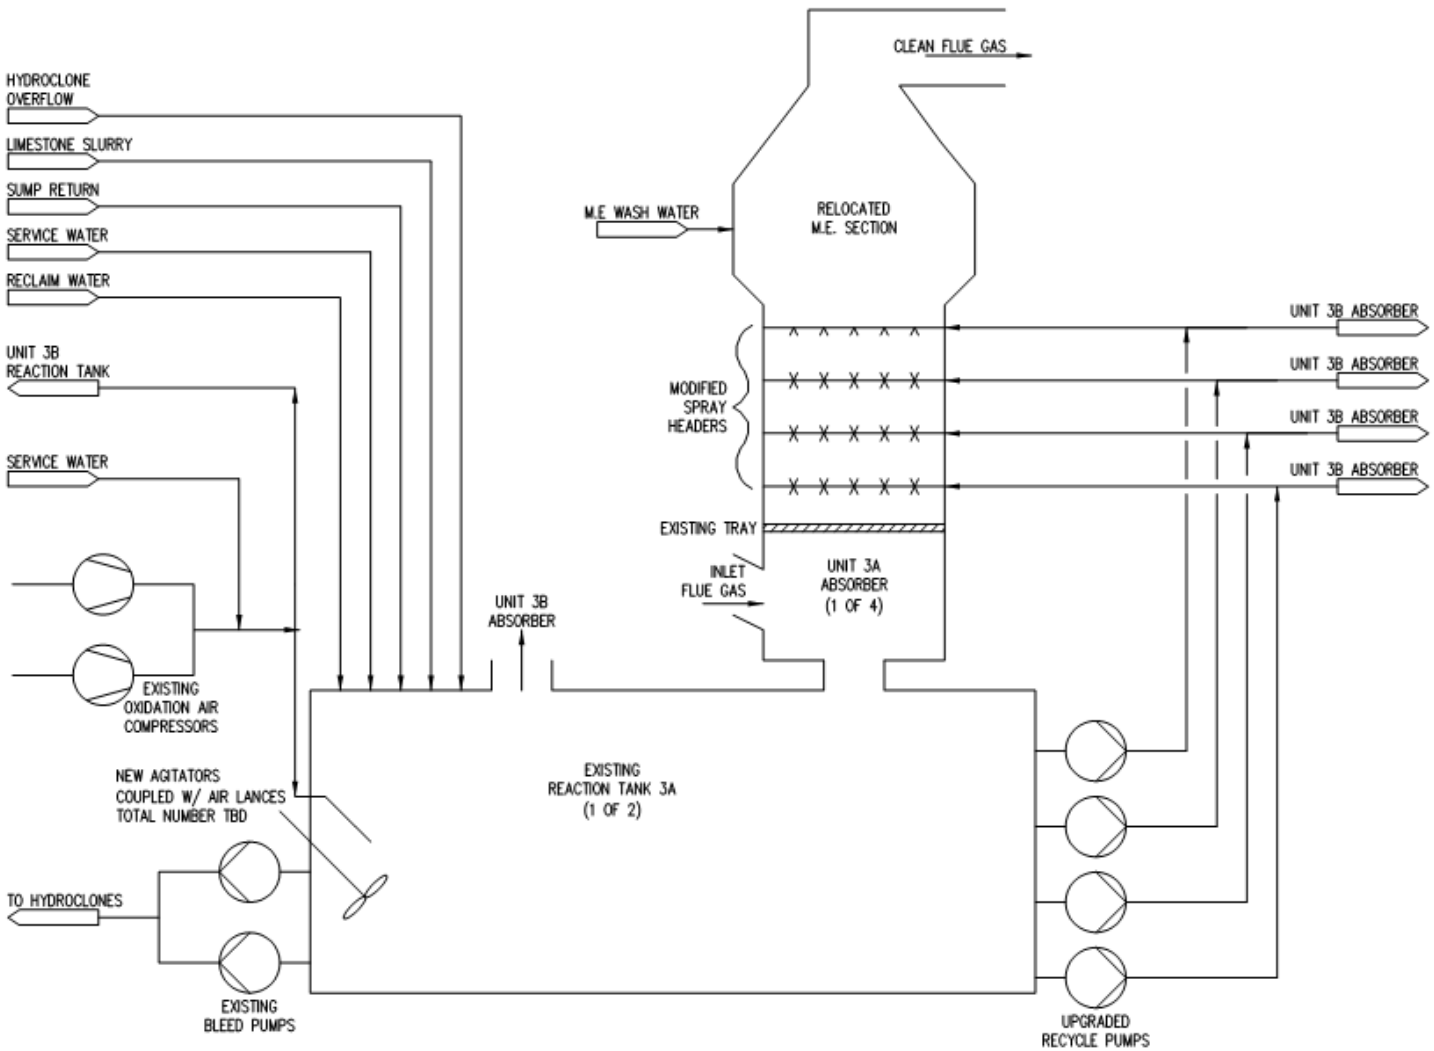 CLEAN FLUE GAS
HYDROCLONE
OVERFLOW
LIMESTONE SLURRY
SUMP RETURN
SERVICE WATER
RECLAIM WATER
UNIT 3B
REACTION TANK
SERVICE WATER
M.E WASH WATER
RELOCATED
M.E. SECTION
UNIT 3B ABSORBER
UNIT 3B ABSORBER
UNIT 3B ABSORBER
UNIT 3B ABSORBER
MODIFIED
SPRAY
HEADERS
EXISTING TRAY
INLET
FLUE GAS
UNIT 3A
ABSORBER
(1 OF 4)
UNIT 3B
ABSORBER
EXISTING
OXIDATION AIR
COMPRESSORS
NEW AGITATORS
COUPLED W/ AIR LANCES
TOTAL NUMBER TBD
EXISTING
REACTION TANK 3A
(1 OF 2)
TO HYDROCLONES
EXISTING
BLEED PUMPS
UPGRADED
RECYCLE PUMPS